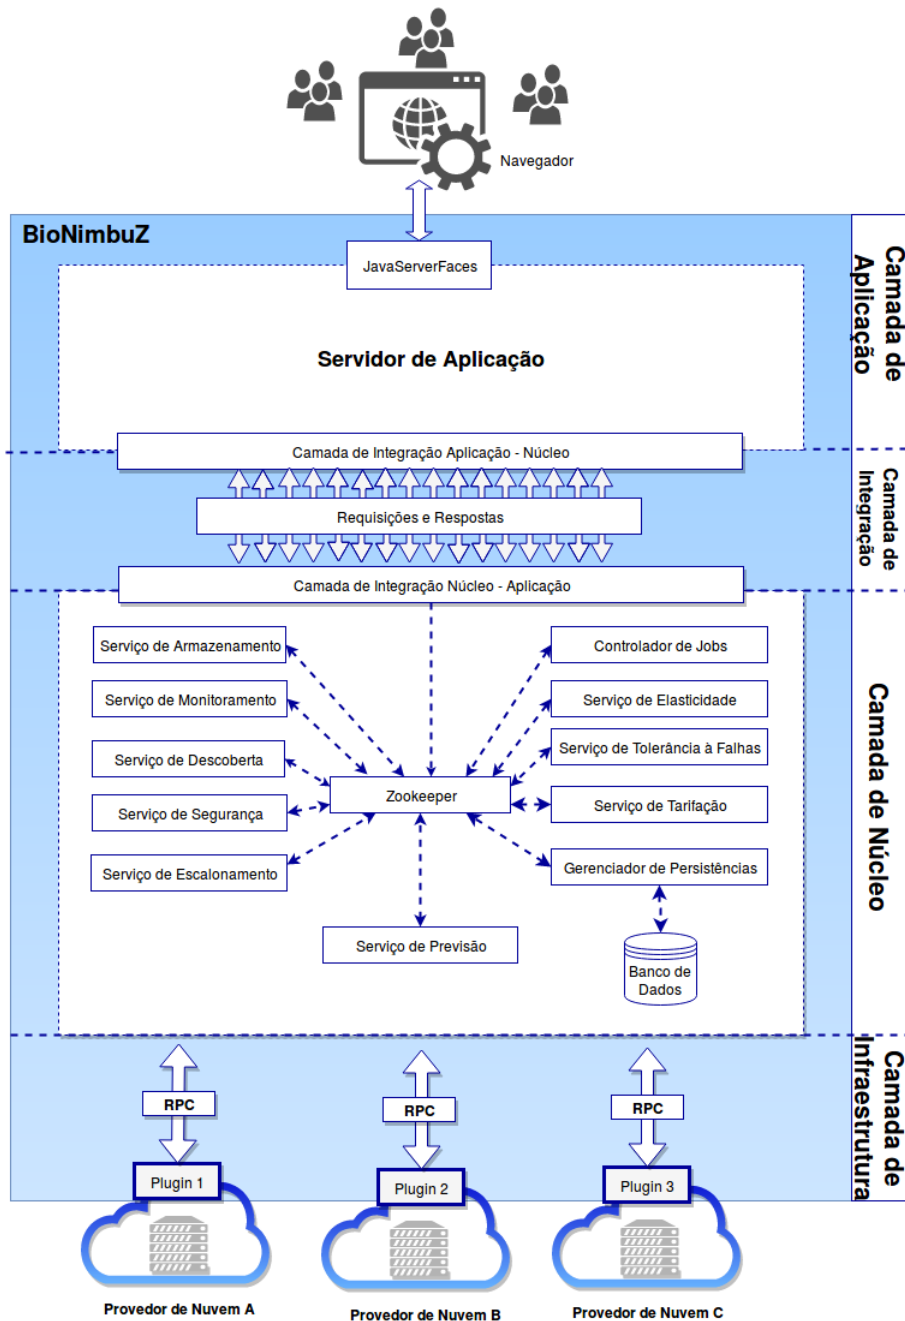 Navegador
BioNimbuZ
JavaServerFaces
Camada de
Aplicação
Servidor de Aplicação
Camada de Integração Aplicação - Núcleo
Requisições e Respostas
Camada de
Integração
Camada de Integração Núcleo - Aplicação
Serviço de Armazenamento
Controlador de Jobs
Serviço de Monitoramento
Serviço de Elasticidade
Serviço de Descoberta
Serviço de Tolerância à Falhas
Zookeeper
Serviço de Segurança
Serviço de Tarifação
Serviço de Escalonamento
Gerenciador de Persistências
Camada de Núcleo
Serviço de Previsão
Banco de
Dados
Camada de
Infraestrutura
RPC
RPC
RPC
Plugin 1
Plugin 2
Plugin 3
Provedor de Nuvem A
Provedor de Nuvem B
Provedor de Nuvem C